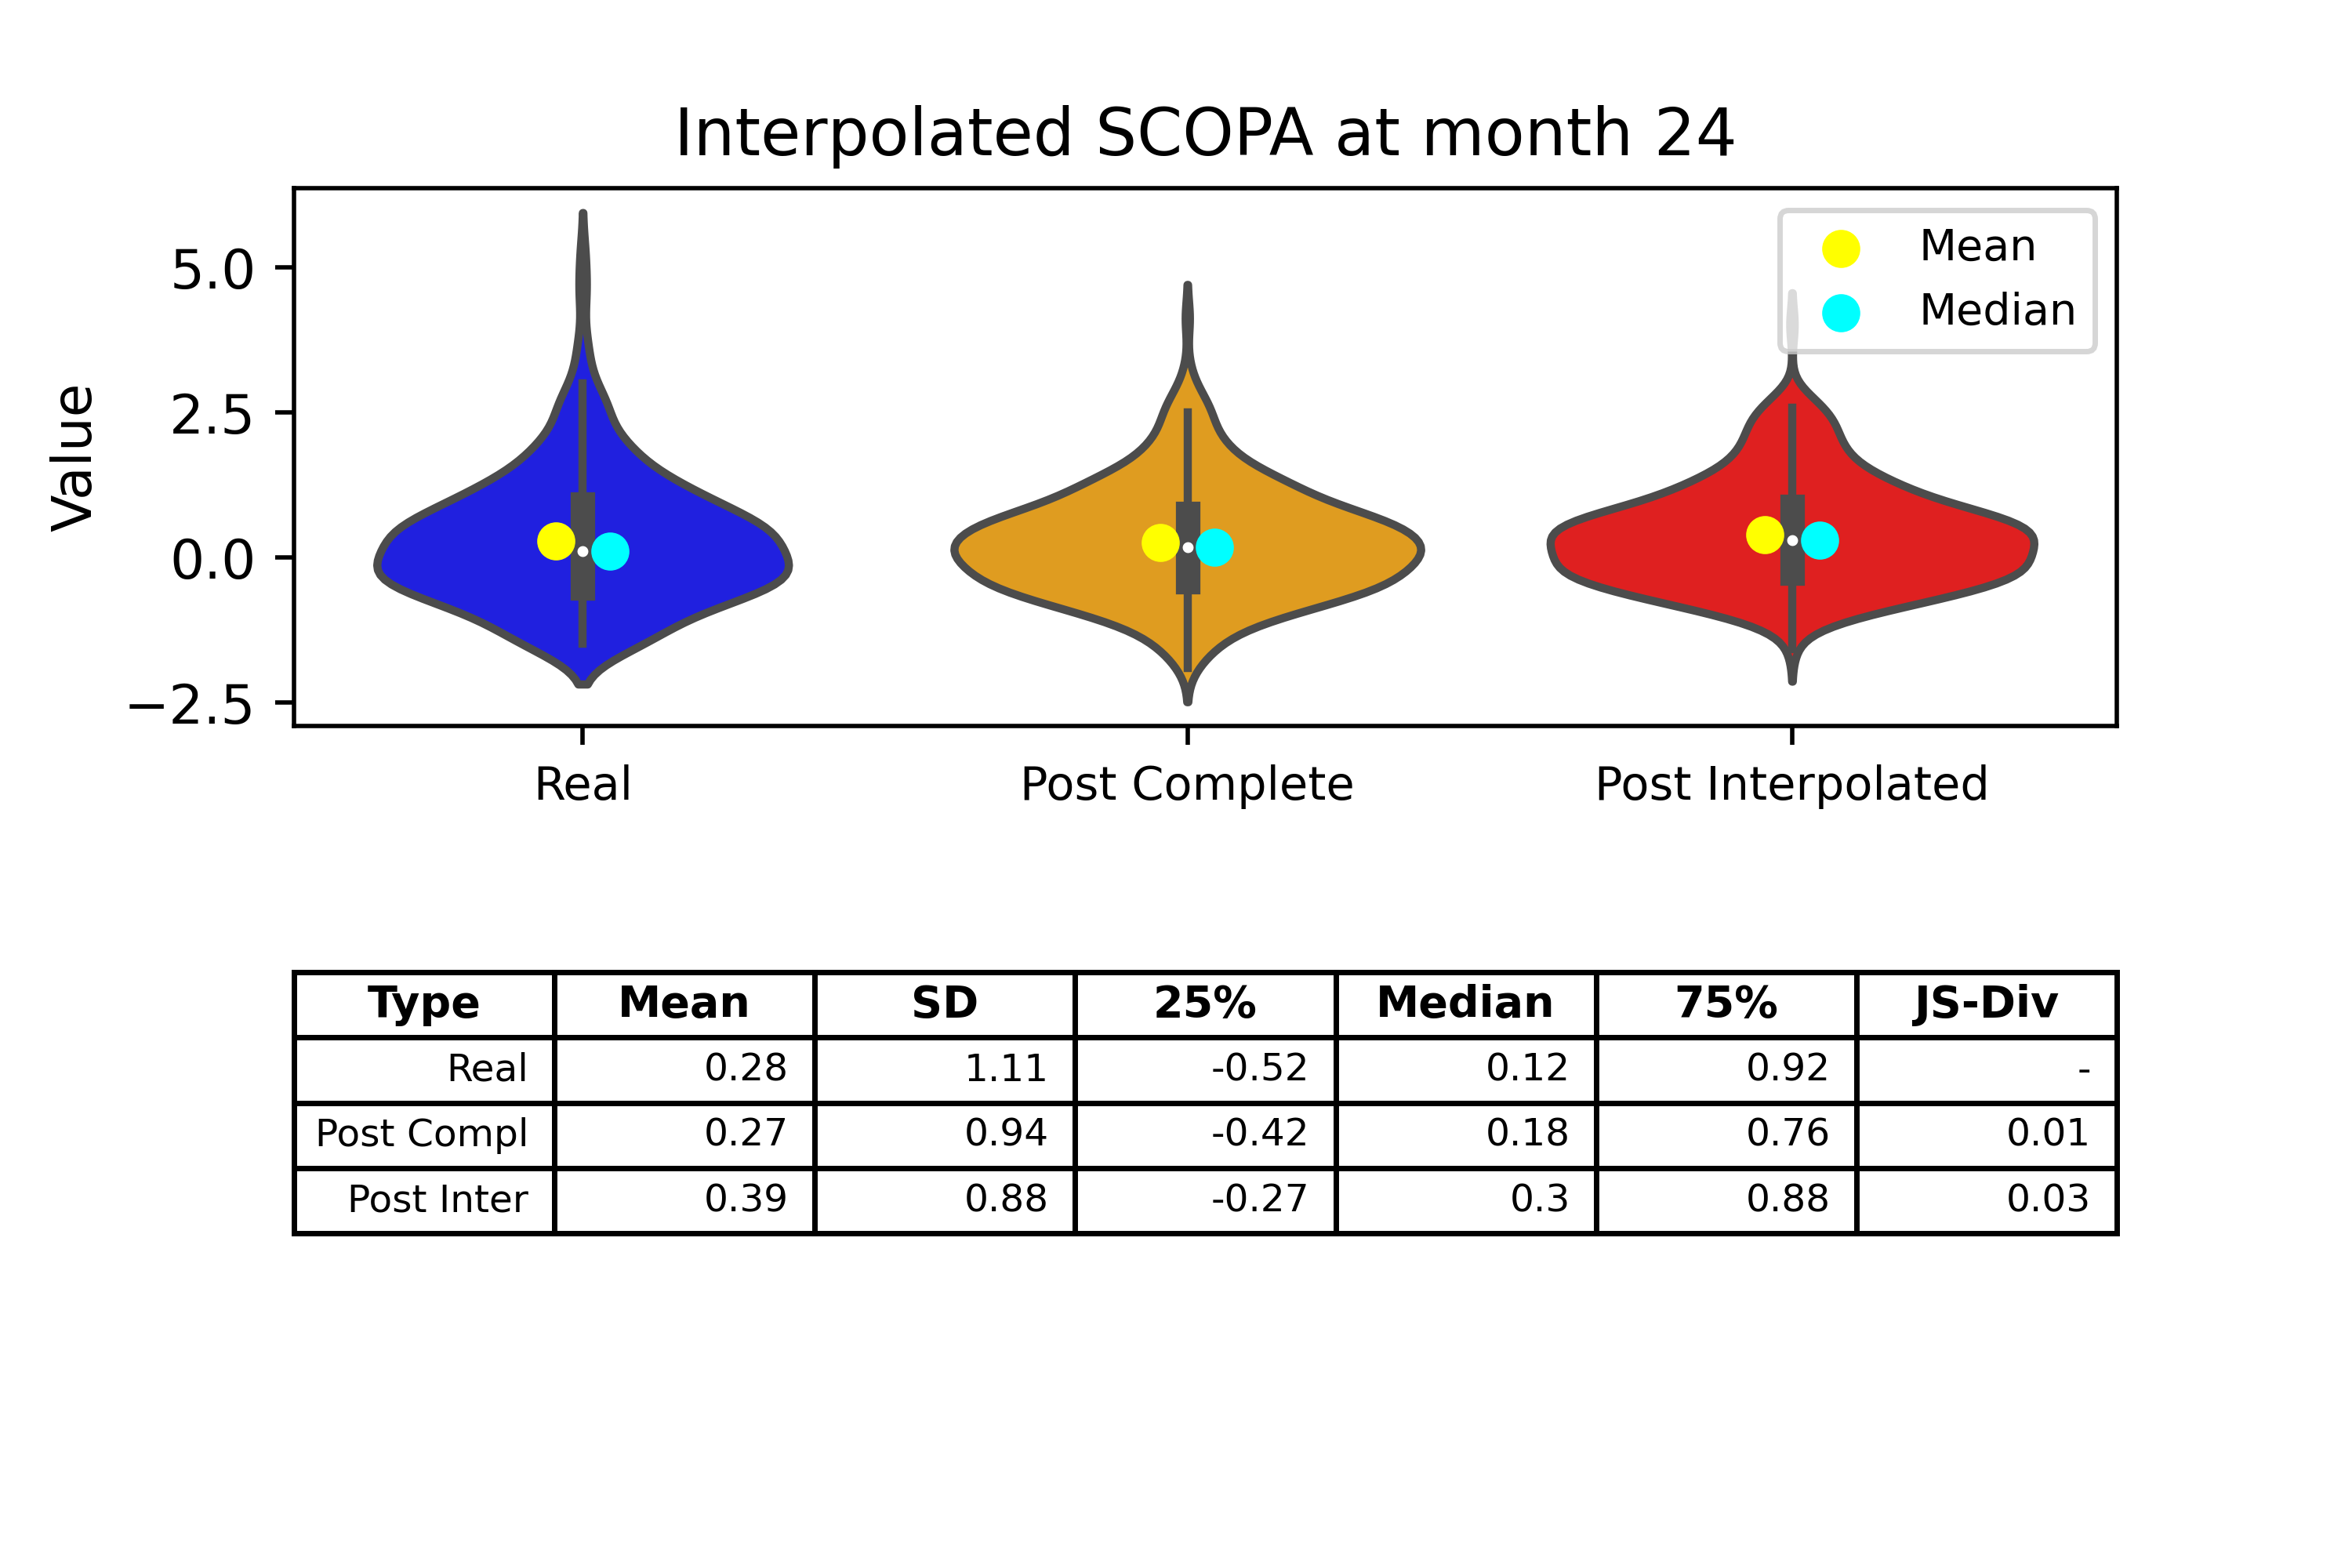 Interpolated SCOPA at month 24
Value
5.0
2.5
0.0
−2.5
Mean
Median
Real
Post Complete
Post Interpolated
Type Mean SD 25% Median 75% JS-Div
Real 0.28 1.11 -0.52 0.12 0.92 -
Post Compl 0.27 0.94 -0.42 0.18 0.76 0.01
Post Inter 0.39 0.88 -0.27 0.3 0.88 0.03